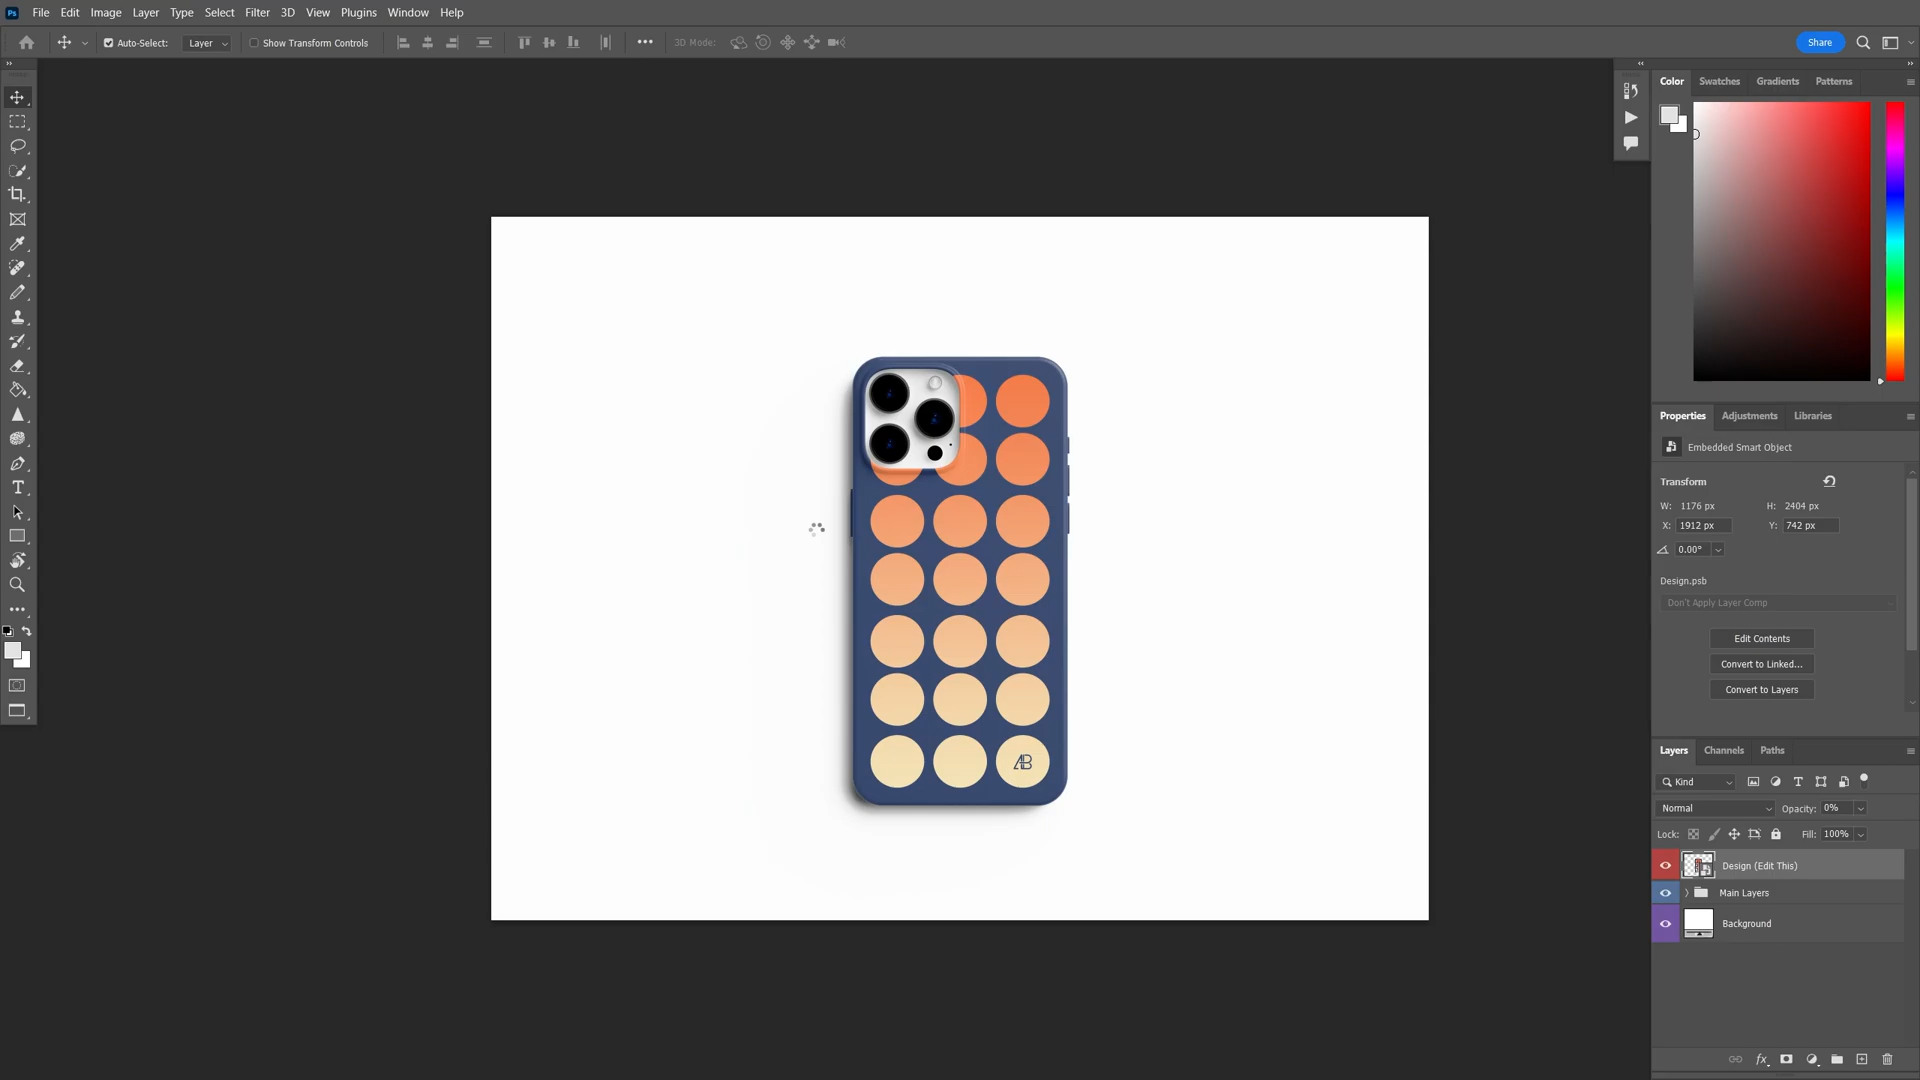 Ps File Edit Image Layer Type Select Filter 3D View Plugins Window Help
Auto-Select: Layer Show Transform Controls 3D Mode: Share
Color Swatches Gradients Patterns
Properties Adjustments Libraries
Embedded Smart Object
Transform
W: 1176 px H: 2404 px
X: 1912 px Y: 742 px
0.00°
Design.psb
Don't Apply Layer Comp
Edit Contents
Convert to Linked...
Convert to Layers
AB
Layers Channels Paths
Kind
Normal Opacity: 0%
Lock: Fill: 100%
Design (Edit This)
Main Layers
Background
fx